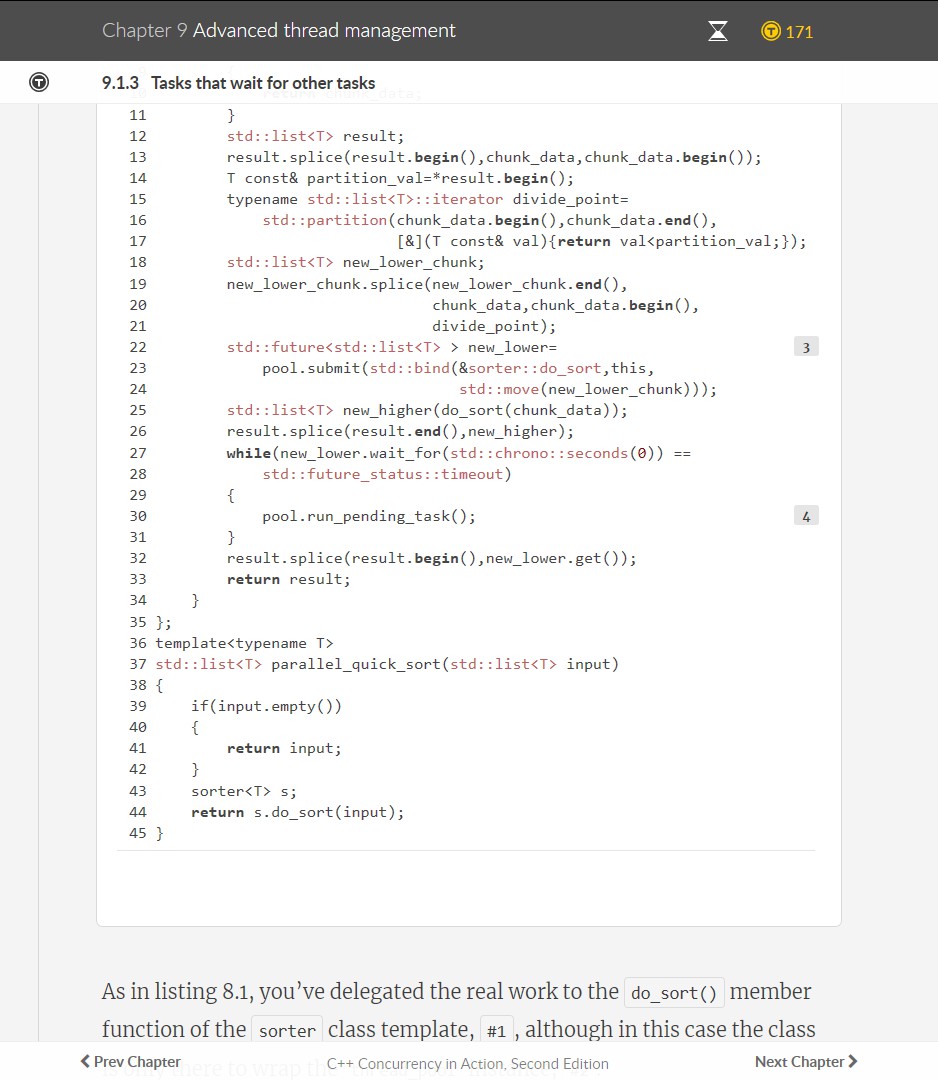 Chapter 9 Advanced thread management
171
9.1.3 Tasks that wait for other tasks
11 }
12 std::list<T> result;
13 result.splice(result.begin(),chunk_data,chunk_data.begin());
14 T const& partition_val=*result.begin();
15 typename std::list<T>::iterator divide_point=
16 std::partition(chunk_data.begin(),chunk_data.end(),
17 [&](T const& val){return val<partition_val;});
18 std::list<T> new_lower_chunk;
19 new_lower_chunk.splice(new_lower_chunk.end(),
20 chunk_data,chunk_data.begin(),
21 divide_point);
22 std::future<std::list<T> > new_lower= 3
23 pool.submit(std::bind(&sorter::do_sort,this,
24 std::move(new_lower_chunk)));
25 std::list<T> new_higher(do_sort(chunk_data));
26 result.splice(result.end(),new_higher);
27 while(new_lower.wait_for(std::chrono::seconds(0)) ==
28 std::future_status::timeout)
29 {
30 pool.run_pending_task(); 4
31 }
32 result.splice(result.begin(),new_lower.get());
33 return result;
34 }
35 };
36 template<typename T>
37 std::list<T> parallel_quick_sort(std::list<T> input)
38 {
39 if(input.empty())
40 {
41 return input;
42 }
43 sorter<T> s;
44 return s.do_sort(input);
45 }
As in listing 8.1, you’ve delegated the real work to the do_sort() member
function of the sorter class template, #1 , although in this case the class
Prev Chapter C++ Concurrency in Action, Second Edition Next Chapter